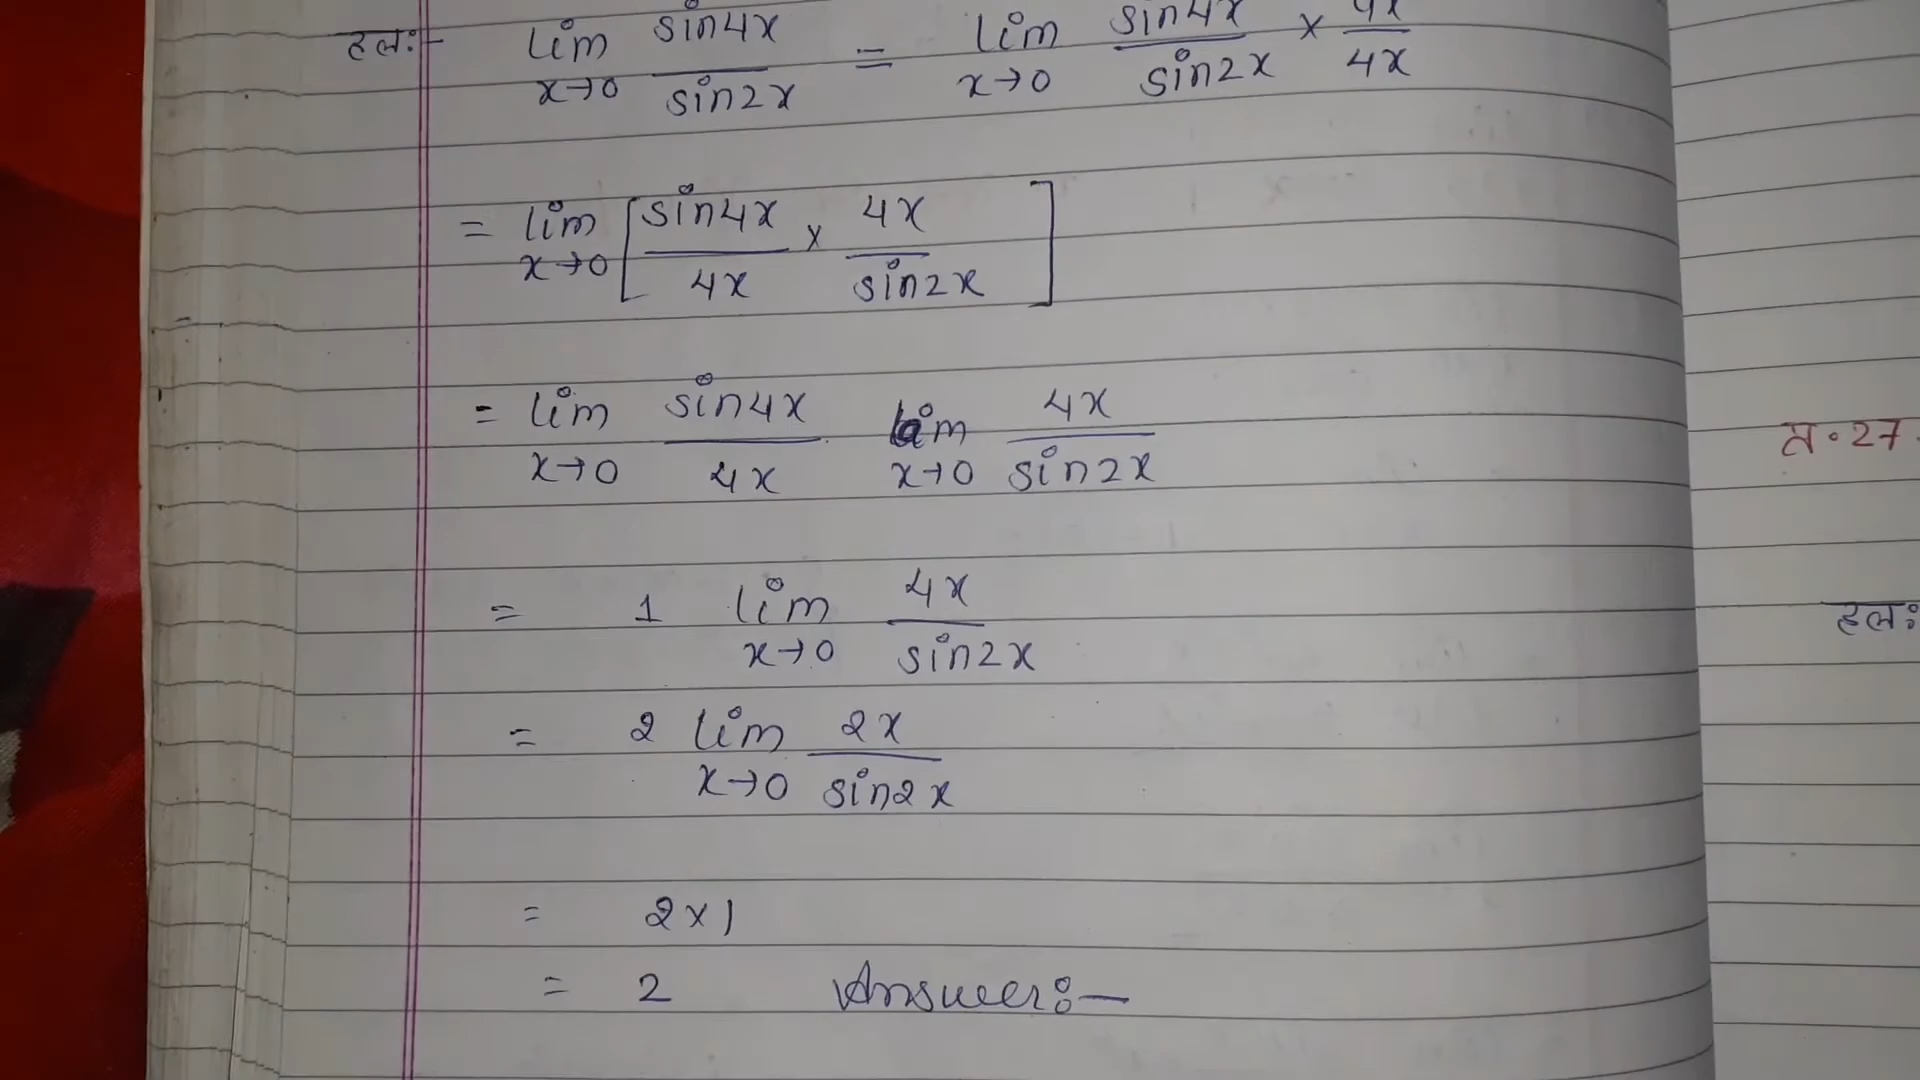 हलः- lim x→0 sin4x / sin2x = lim x→0 sin4x / sin2x × 4x / 4x
= lim x→0 [ sin4x / 4x × 4x / sin2x ]
= lim x→0 sin4x / 4x lim x→0 4x / sin2x
= 1 lim x→0 4x / sin2x
= 2 lim x→0 2x / sin2x
= 2×1
= 2 Answer:-
त॰27
हलः